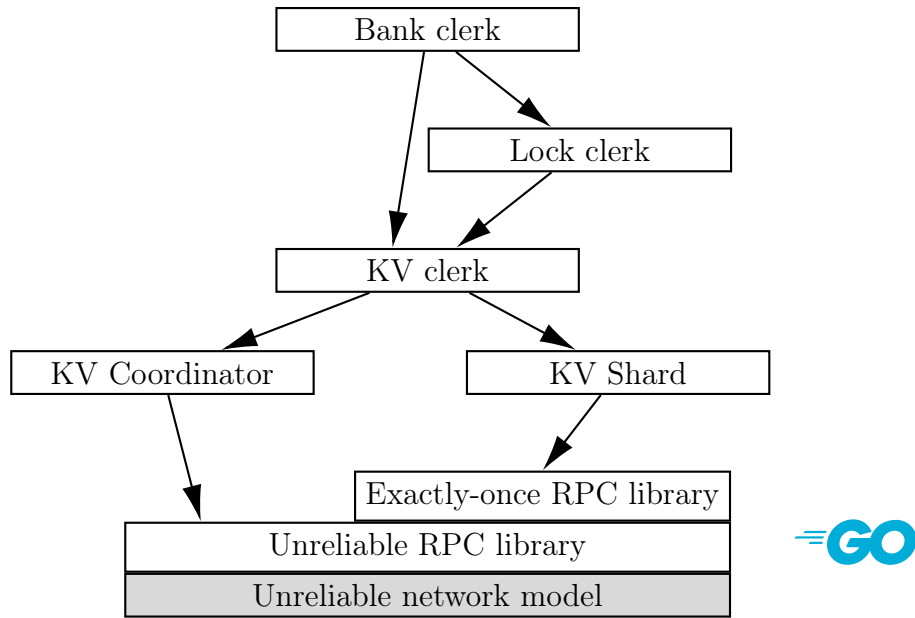 Bank clerk
Lock clerk
KV clerk
KV Coordinator
KV Shard
Exactly-once RPC library
Unreliable RPC library
GO
Unreliable network model